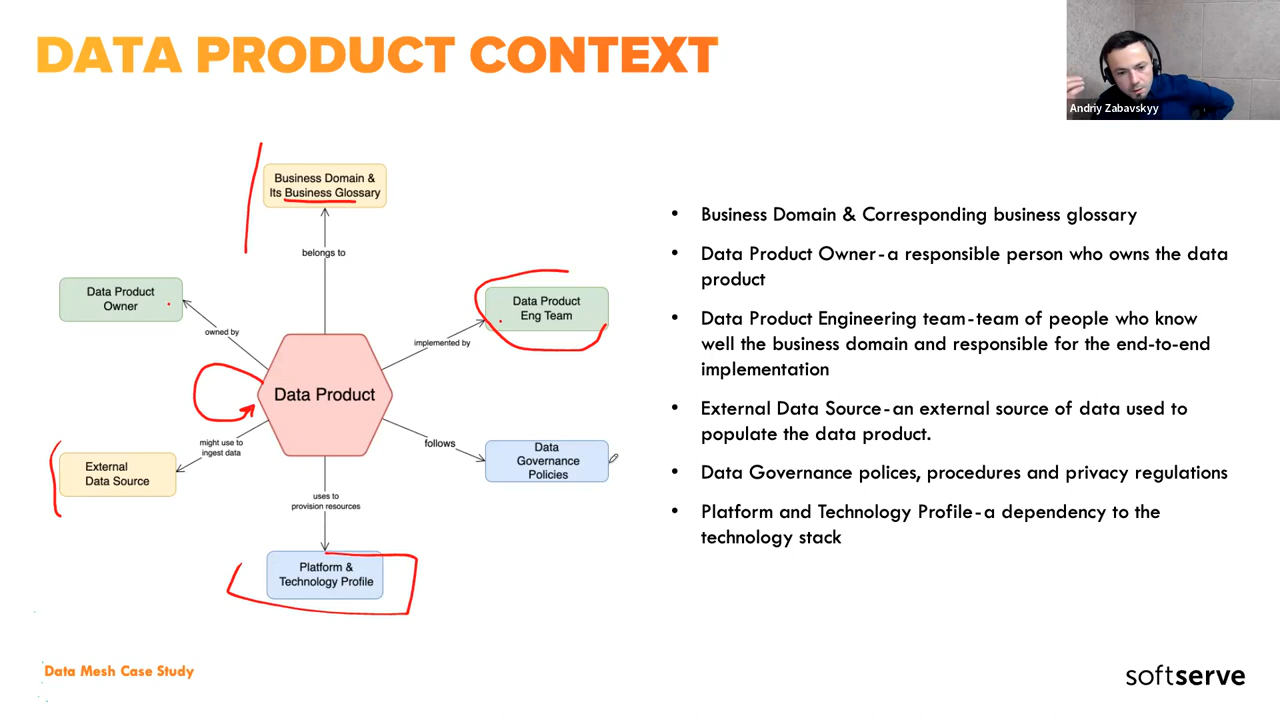 DATA PRODUCT CONTEXT
Andriy Zabavskyy
Business Domain &
Its Business Glossary
belongs to
Data Product
Owner
owned by
Data Product
Eng Team
implemented by
Data Product
might use to
ingest data
External
Data Source
follows
Data
Governance
Policies
uses to
provision resources
Platform &
Technology Profile
• Business Domain & Corresponding business glossary
• Data Product Owner-a responsible person who owns the data
product
• Data Product Engineering team-team of people who know
well the business domain and responsible for the end-to-end
implementation
• External Data Source-an external source of data used to
populate the data product.
• Data Governance polices, procedures and privacy regulations
• Platform and Technology Profile-a dependency to the
technology stack
Data Mesh Case Study
softserve